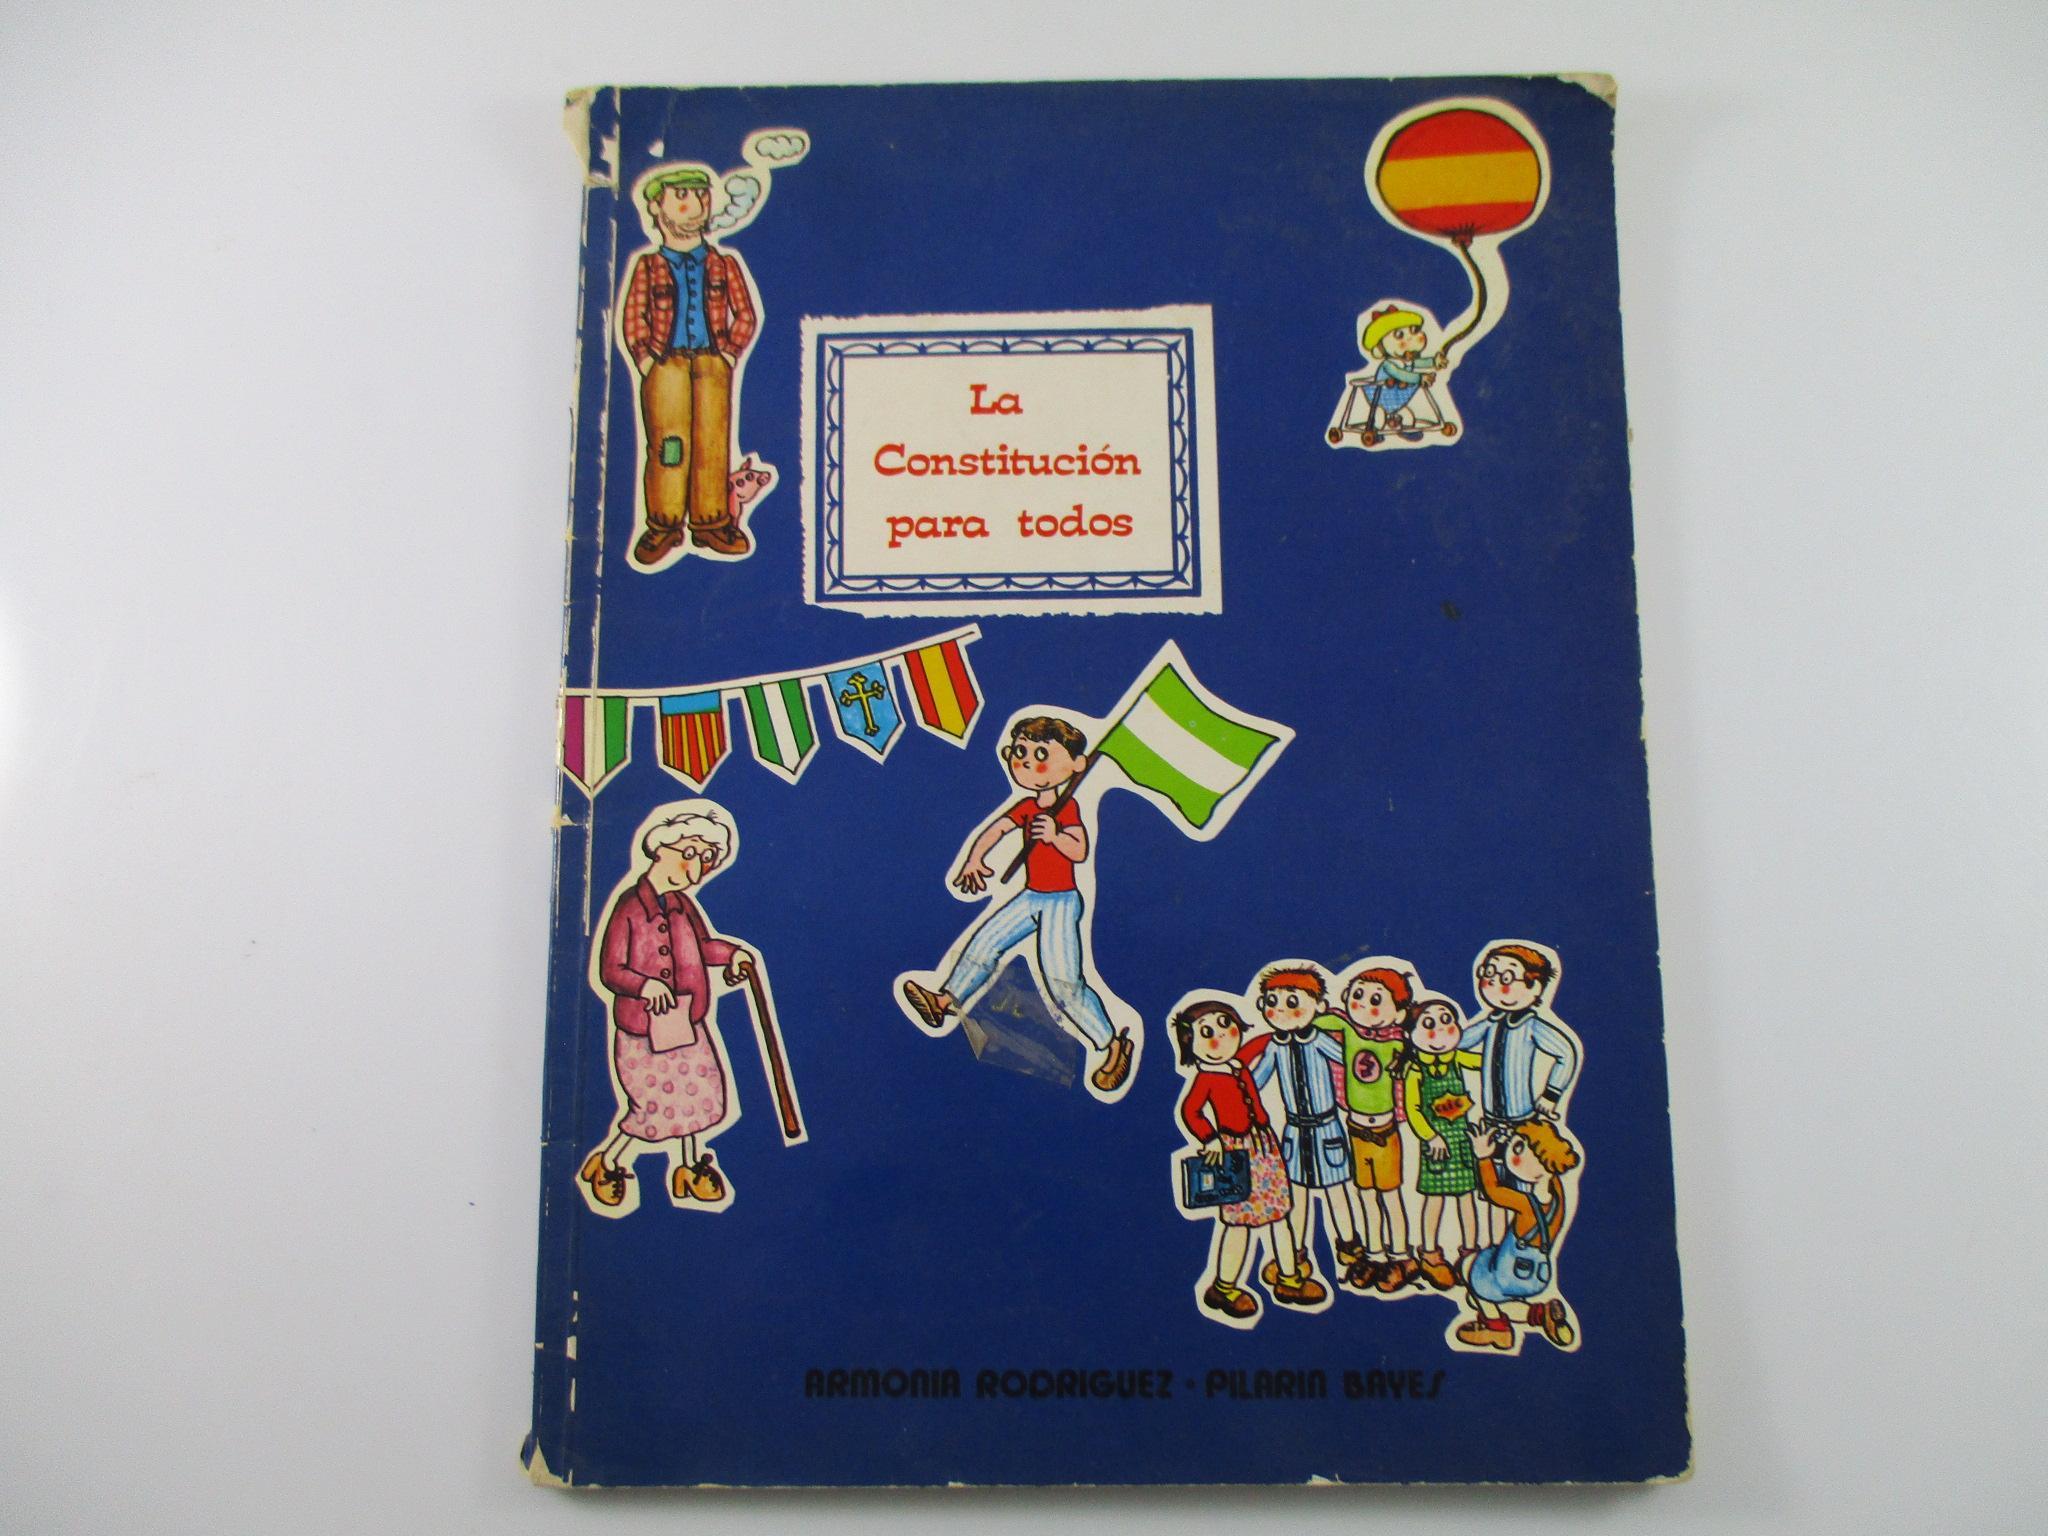 La
Constitución
para todos
ARMONIA RODRIGUEZ · PILARIN BAYES